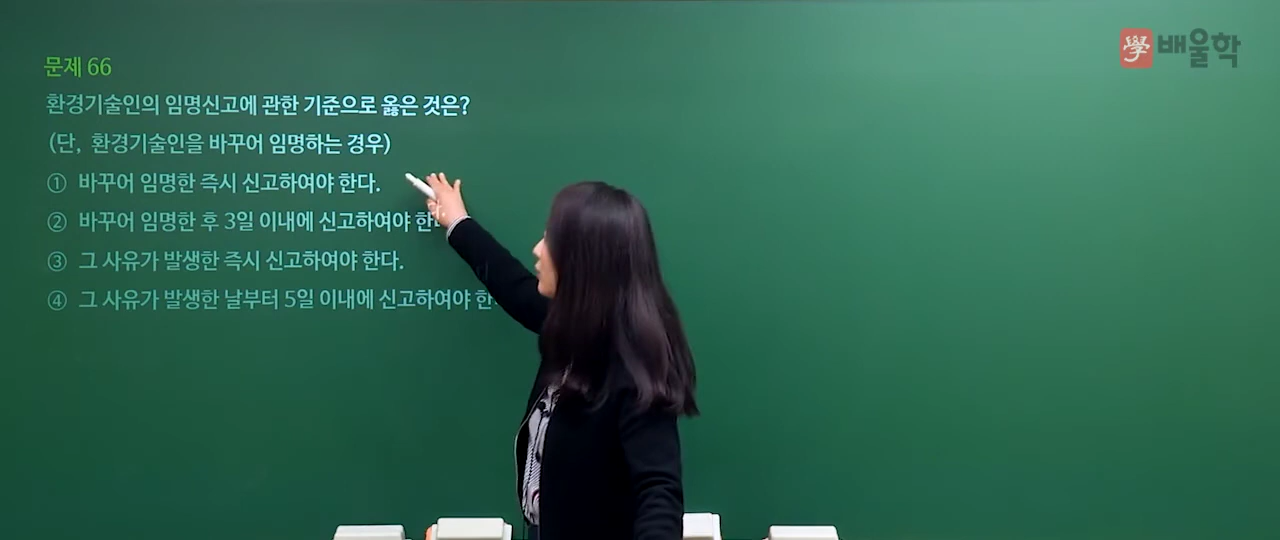 學배울학
문제 66
환경기술인의 임명신고에 관한 기준으로 옳은 것은?
(단, 환경기술인을 바꾸어 임명하는 경우)
① 바꾸어 임명한 즉시 신고하여야 한다.
② 바꾸어 임명한 후 3일 이내에 신고하여야
③ 그 사유가 발생한 즉시 신고하여야 한다.
④ 그 사유가 발생한 날부터 5일 이내에 신고하여야